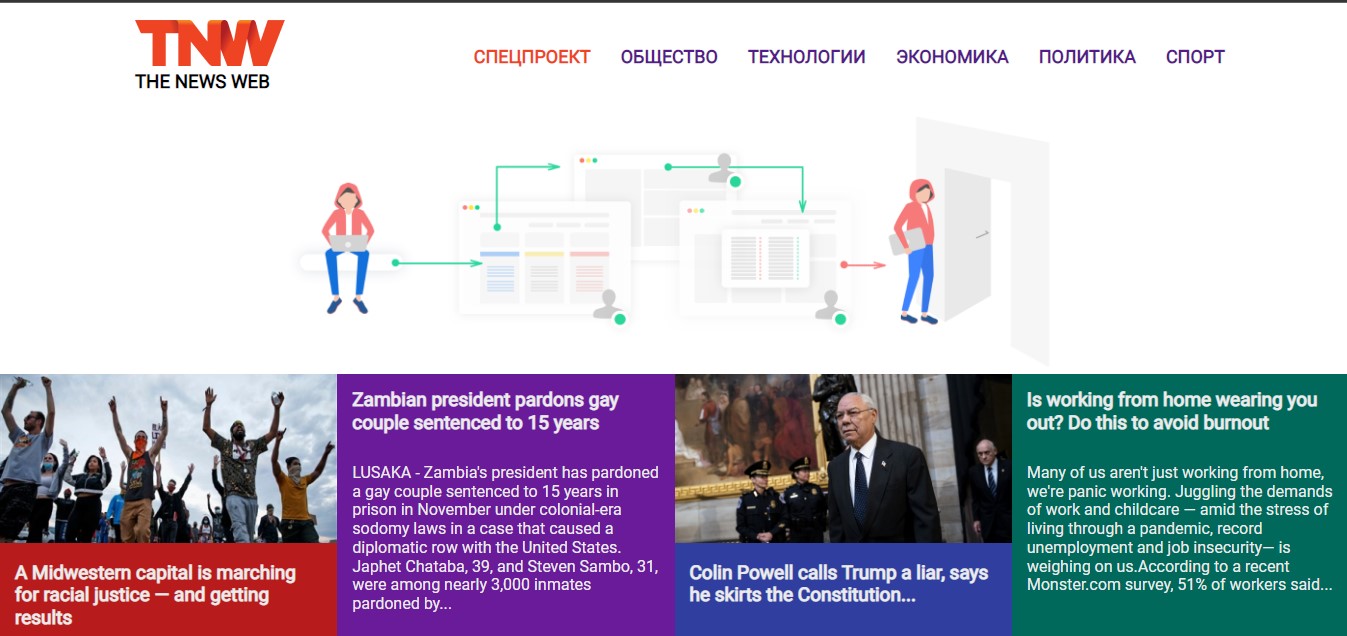 TNW
THE NEWS WEB
СПЕЦПРОЕКТ ОБЩЕСТВО ТЕХНОЛОГИИ ЭКОНОМИКА ПОЛИТИКА СПОРТ
A Midwestern capital is marching
for racial justice — and getting
results
Zambian president pardons gay
couple sentenced to 15 years
LUSAKA - Zambia's president has pardoned
a gay couple sentenced to 15 years in
prison in November under colonial-era
sodomy laws in a case that caused a
diplomatic row with the United States.
Japhet Chataba, 39, and Steven Sambo, 31,
were among nearly 3,000 inmates
pardoned by...
Colin Powell calls Trump a liar, says
he skirts the Constitution...
Is working from home wearing you
out? Do this to avoid burnout
Many of us aren't just working from home,
we're panic working. Juggling the demands
of work and childcare — amid the stress of
living through a pandemic, record
unemployment and job insecurity— is
weighing on us.According to a recent
Monster.com survey, 51% of workers said...